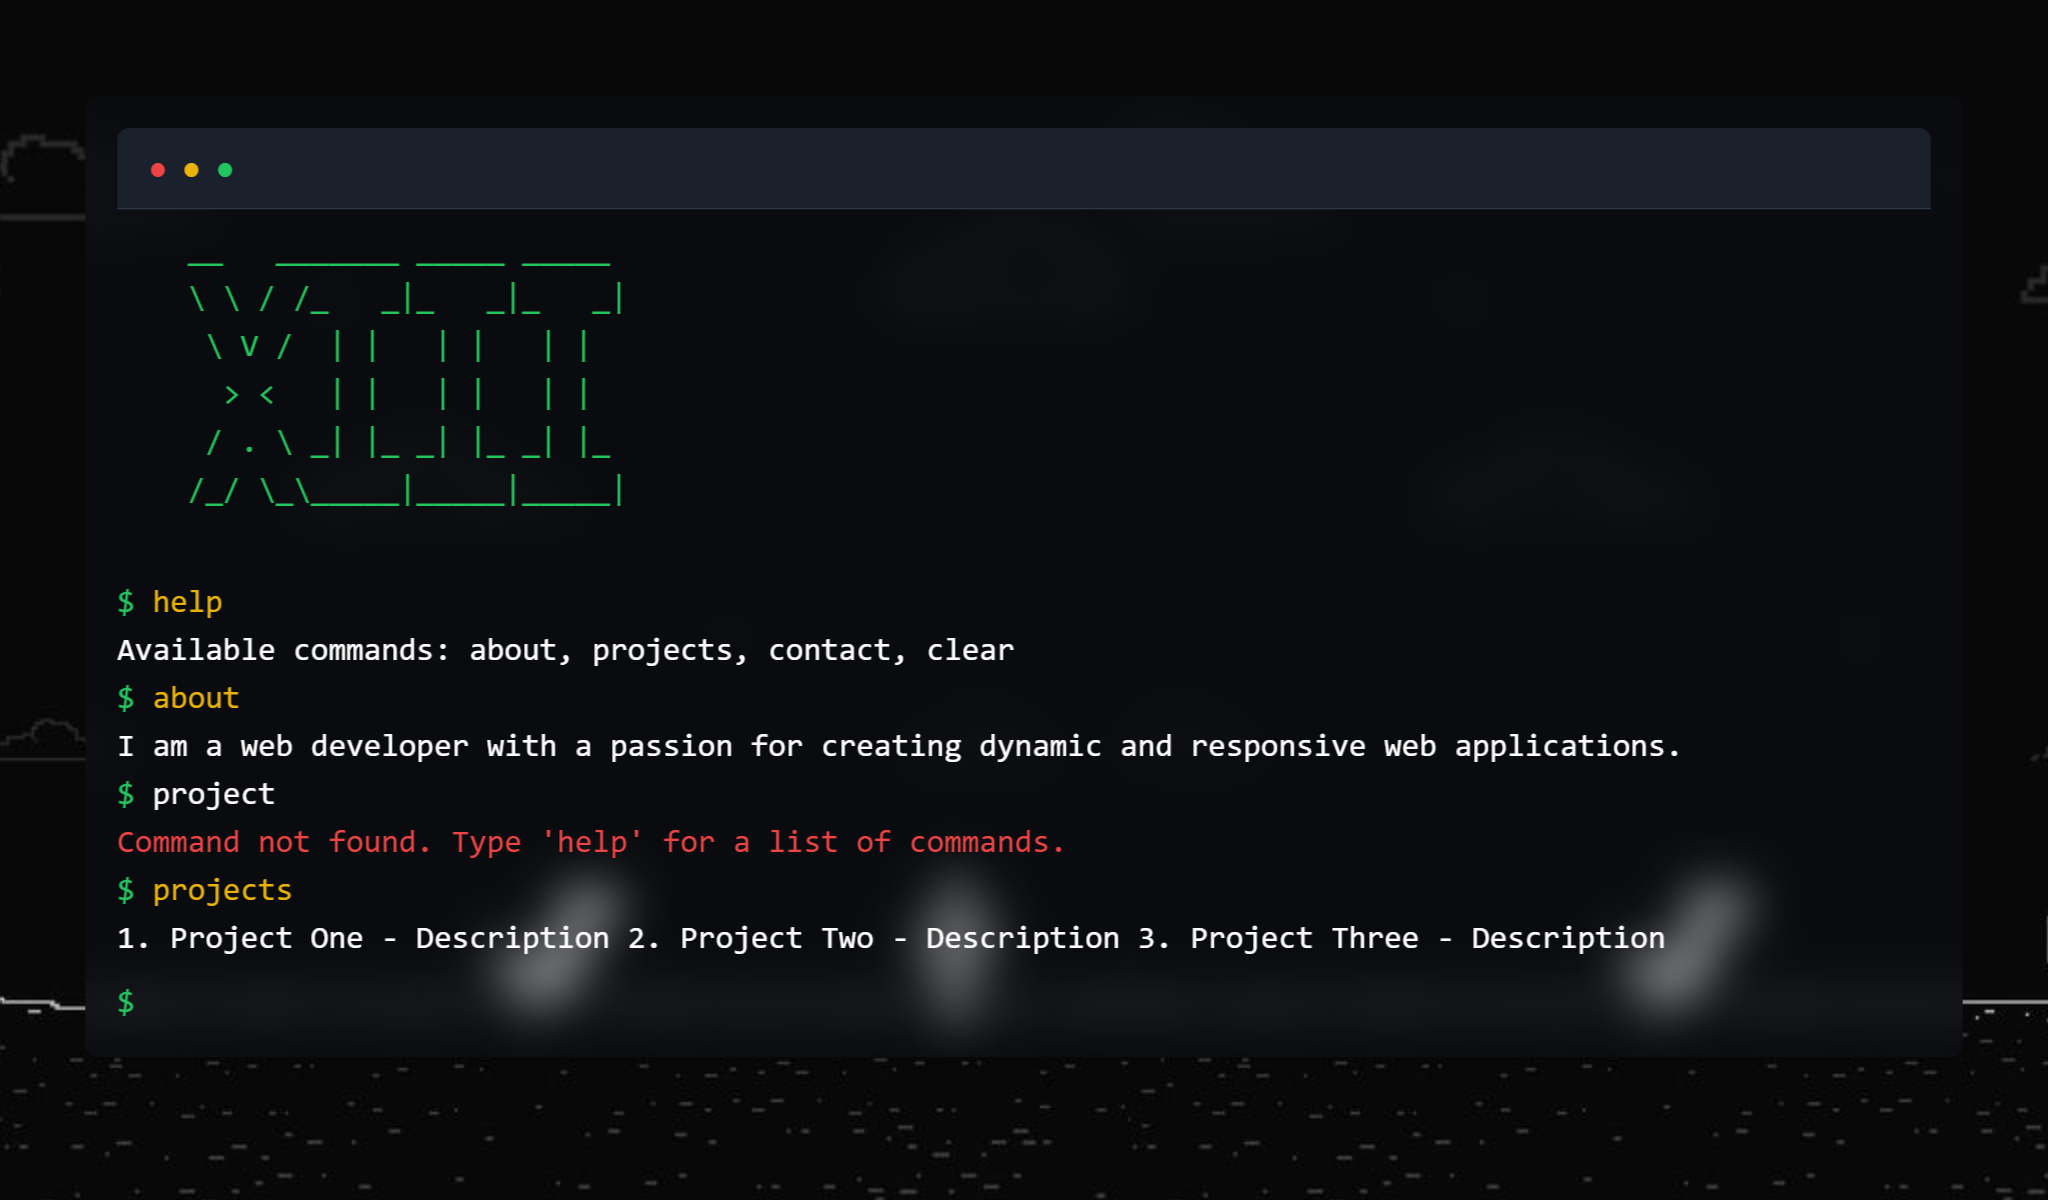 __   _______ _____ _____
 \ \ / /_   _|_   _|_   _|
  \ V /  | |   | |   | |
   > <   | |   | |   | |
  / . \ _| |_ _| |_ _| |_
 /_/ \_\_____|_____|_____|
$ help
Available commands: about, projects, contact, clear
$ about
I am a web developer with a passion for creating dynamic and responsive web applications.
$ project
Command not found. Type 'help' for a list of commands.
$ projects
1. Project One - Description 2. Project Two - Description 3. Project Three - Description
$